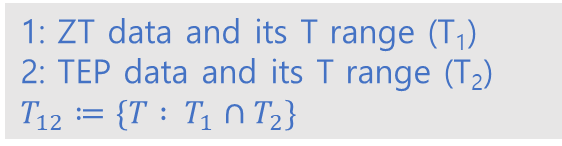 1: ZT data and its T range (T₁)
2: TEP data and its T range (T₂)
T₁₂ ≔ {T : T₁ ∩ T₂}